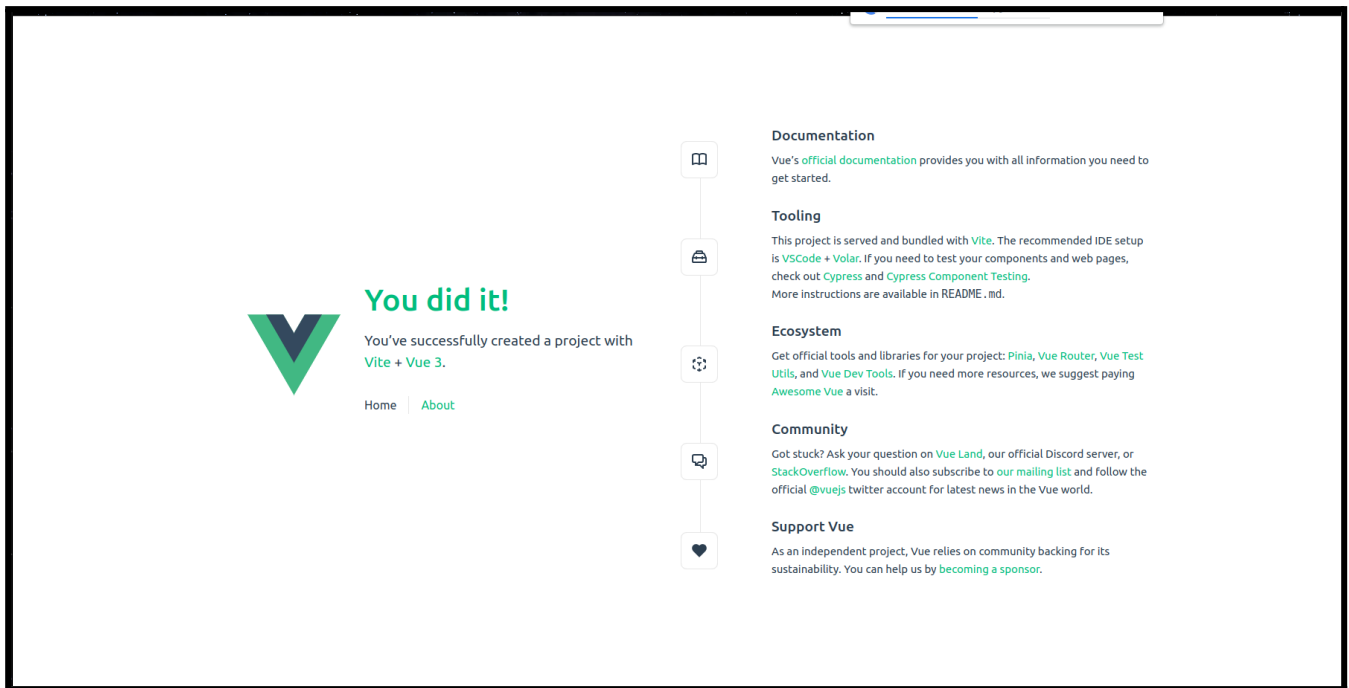 You did it!
You've successfully created a project with
Vite + Vue 3.
Home About
Documentation
Vue's official documentation provides you with all information you need to
get started.
Tooling
This project is served and bundled with Vite. The recommended IDE setup
is VSCode + Volar. If you need to test your components and web pages,
check out Cypress and Cypress Component Testing.
More instructions are available in README.md.
Ecosystem
Get official tools and libraries for your project: Pinia, Vue Router, Vue Test
Utils, and Vue Dev Tools. If you need more resources, we suggest paying
Awesome Vue a visit.
Community
Got stuck? Ask your question on Vue Land, our official Discord server, or
StackOverflow. You should also subscribe to our mailing list and follow the
official @vuejs twitter account for latest news in the Vue world.
Support Vue
As an independent project, Vue relies on community backing for its
sustainability. You can help us by becoming a sponsor.